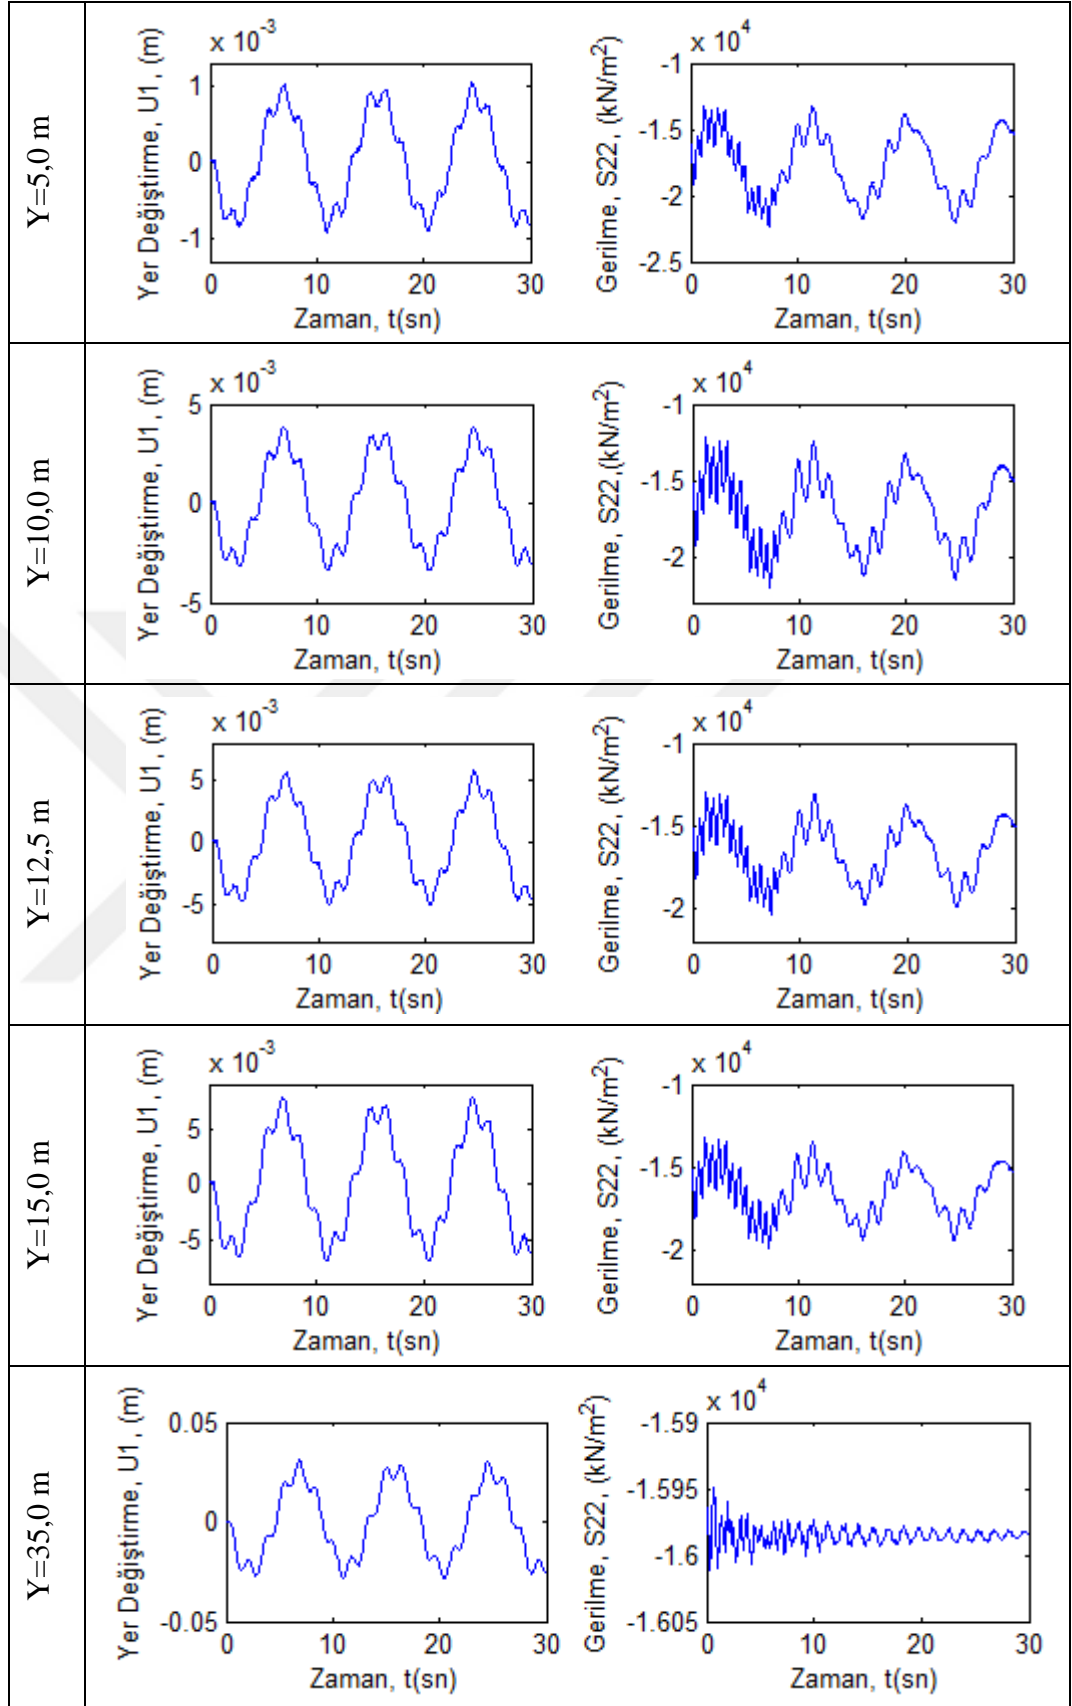 Y=5,0 m
x 10^-3
Yer Değiştirme, U1, (m)
1
0
-1
0 10 20 30
Zaman, t(sn)
x 10^4
Gerilme, S22, (kN/m^2)
-1
-1.5
-2
-2.5
0 10 20 30
Zaman, t(sn)
Y=10,0 m
x 10^-3
Yer Değiştirme, U1, (m)
5
0
-5
0 10 20 30
Zaman, t(sn)
x 10^4
Gerilme, S22,(kN/m^2)
-1
-1.5
-2
0 10 20 30
Zaman, t(sn)
Y=12,5 m
x 10^-3
Yer Değiştirme, U1, (m)
5
0
-5
0 10 20 30
Zaman, t(sn)
x 10^4
Gerilme, S22, (kN/m^2)
-1
-1.5
-2
0 10 20 30
Zaman, t(sn)
Y=15,0 m
x 10^-3
Yer Değiştirme, U1, (m)
5
0
-5
0 10 20 30
Zaman, t(sn)
x 10^4
Gerilme, S22, (kN/m^2)
-1
-1.5
-2
0 10 20 30
Zaman, t(sn)
Y=35,0 m
Yer Değiştirme, U1, (m)
0.05
0
-0.05
0 10 20 30
Zaman, t(sn)
x 10^4
Gerilme, S22, (kN/m^2)
-1.59
-1.595
-1.6
-1.605
0 10 20 30
Zaman, t(sn)